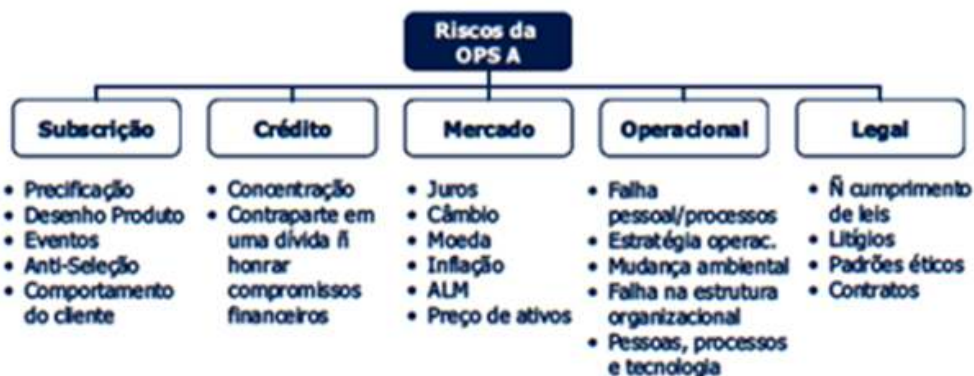 Riscos da
OPS A
Subscrição
• Precificação
• Desenho Produto
• Eventos
• Anti-Seleção
• Comportamento
do cliente
Crédito
• Concentração
• Contraparte em
uma dívida ñ
honrar
compromissos
financeiros
Mercado
• Juros
• Câmbio
• Moeda
• Inflação
• ALM
• Preço de ativos
Operacional
• Falha
pessoal/processos
• Estratégia operac.
• Mudança ambiental
• Falha na estrutura
organizacional
• Pessoas, processos
e tecnologia
Legal
• Ñ cumprimento
de leis
• Litígios
• Padrões éticos
• Contratos